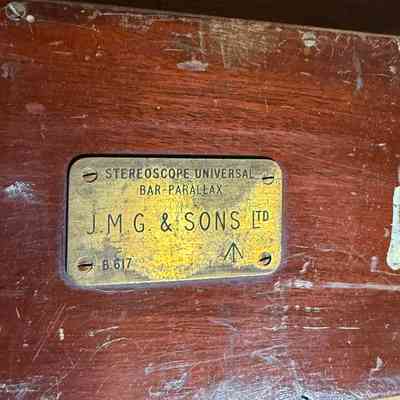 STEREOSCOPE UNIVERSAL
BAR-PARALLAX
J.M.G. & SONS LTD
B.617